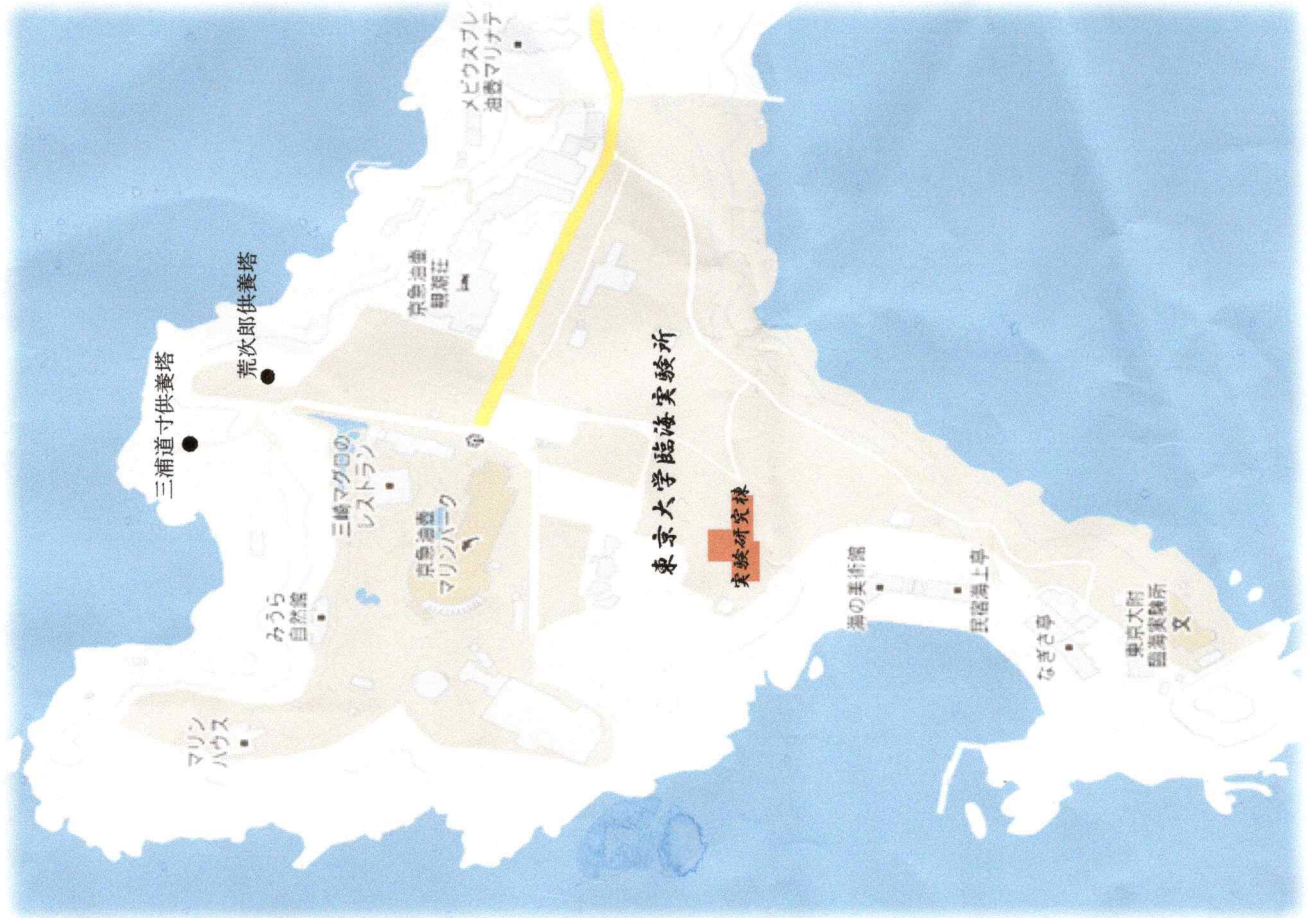 三浦道寸供養塔
マリン
ハウス
荒次郎供養塔
みうら
自然館
三崎マグロの
レストラン
京急油壺
マリンパーク
京急油壺
観潮荘
メビウスブレ
油壺マリナテ
東京大学臨海実験所
実験研究棟
海の美術館
民宿海上亭
なぎさ亭
東京大附
臨海実験所
文